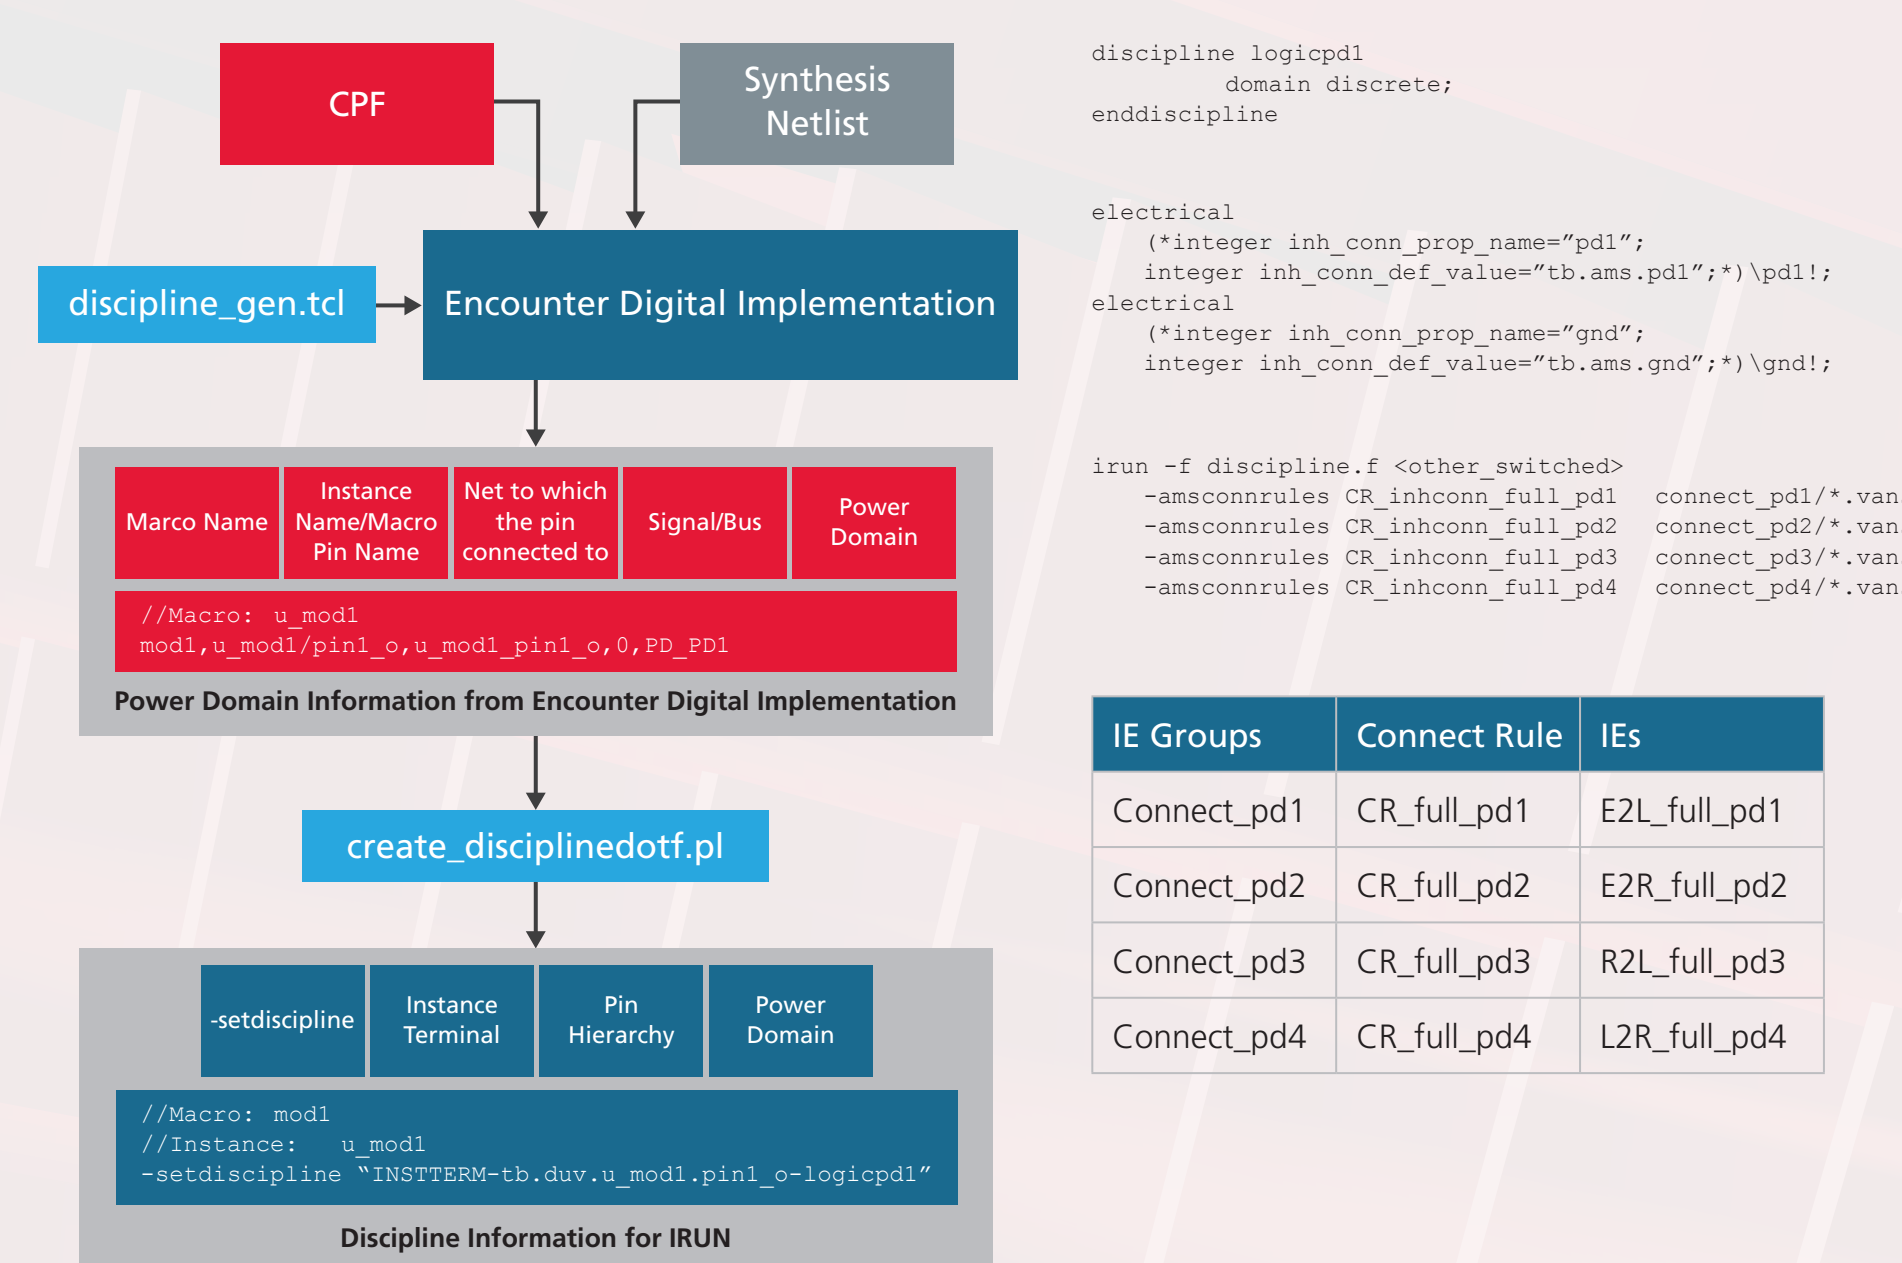 CPF
Synthesis
Netlist
discipline_gen.tcl
Encounter Digital Implementation
Marco Name
Instance
Name/Macro
Pin Name
Net to which
the pin
connected to
Signal/Bus
Power
Domain
//Macro: u_mod1
mod1,u_mod1/pin1_o,u_mod1_pin1_o,0,PD_PD1
Power Domain Information from Encounter Digital Implementation
create_disciplinedotf.pl
-setdiscipline
Instance
Terminal
Pin
Hierarchy
Power
Domain
//Macro: mod1
//Instance: u_mod1
-setdiscipline “INSTTERM-tb.duv.u_mod1.pin1_o-logicpd1”
Discipline Information for IRUN
discipline logicpd1
domain discrete;
enddiscipline
electrical
(*integer inh_conn_prop_name=”pd1”;
integer inh_conn_def_value=”tb.ams.pd1”;*)\pd1!;
electrical
(*integer inh_conn_prop_name=”gnd”;
integer inh_conn_def_value=”tb.ams.gnd”;*)\gnd!;
irun -f discipline.f <other_switched>
-amsconnrules CR_inhconn_full_pd1 connect_pd1/*.van
-amsconnrules CR_inhconn_full_pd2 connect_pd2/*.van
-amsconnrules CR_inhconn_full_pd3 connect_pd3/*.van
-amsconnrules CR_inhconn_full_pd4 connect_pd4/*.van
IE Groups Connect Rule IEs
Connect_pd1 CR_full_pd1 E2L_full_pd1
Connect_pd2 CR_full_pd2 E2R_full_pd2
Connect_pd3 CR_full_pd3 R2L_full_pd3
Connect_pd4 CR_full_pd4 L2R_full_pd4